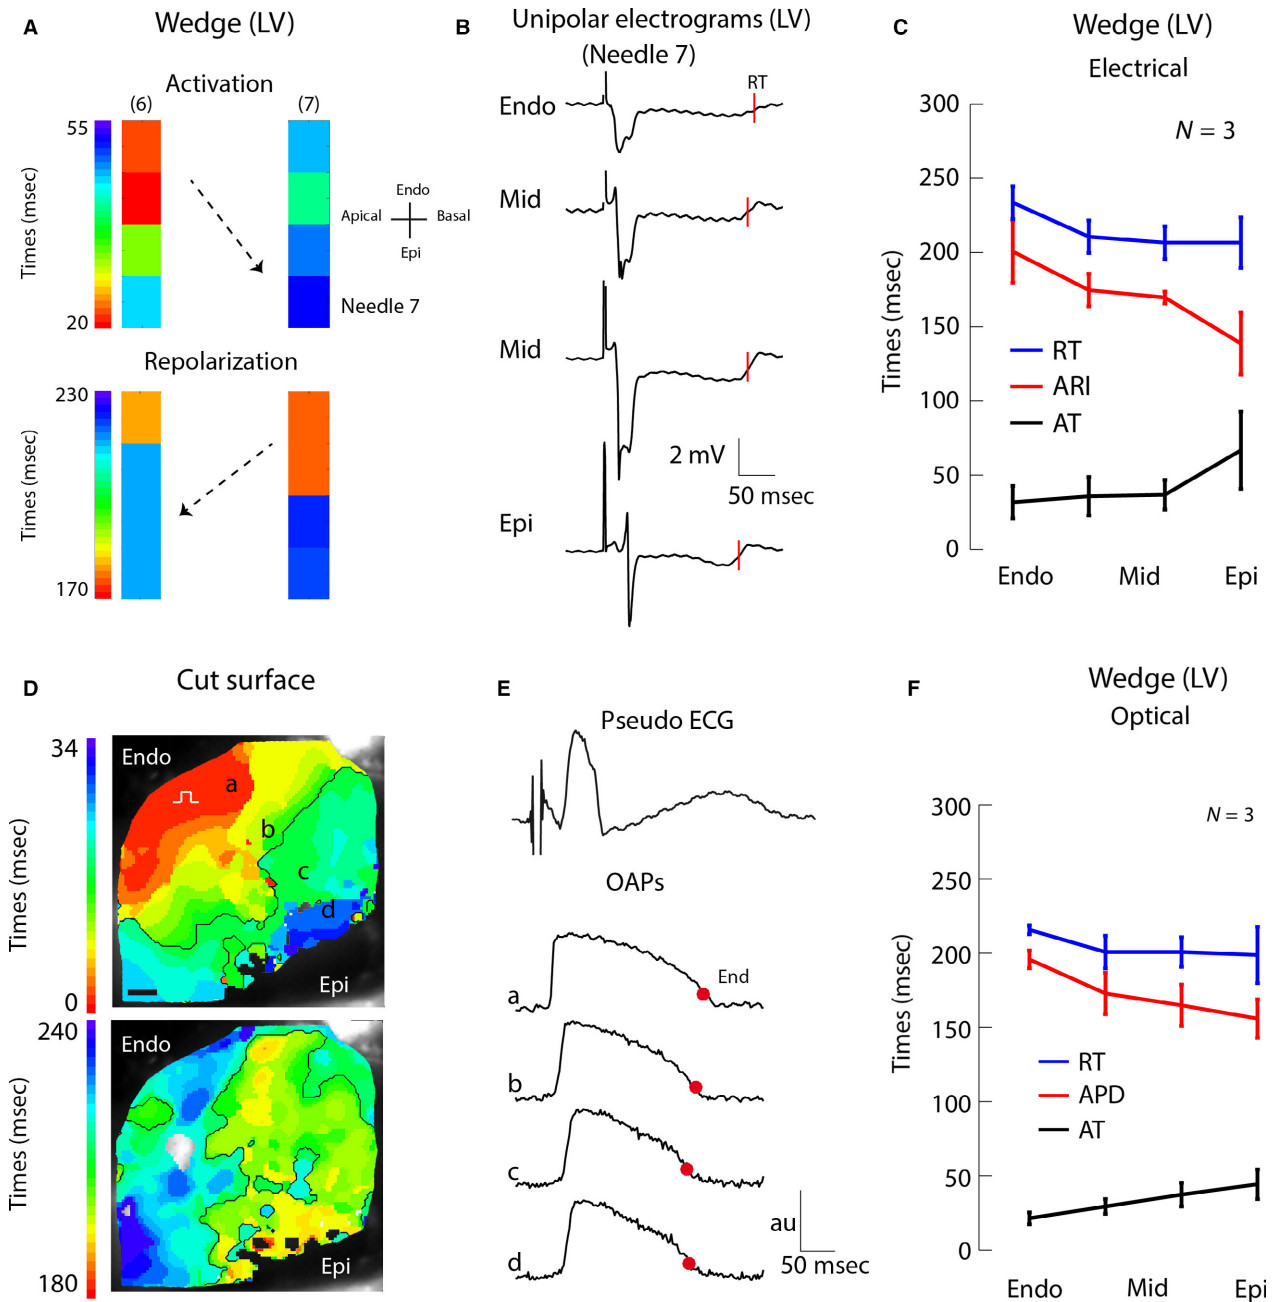 A
Wedge (LV)
Activation
(6)
(7)
55
20
Times (msec)
Endo
Apical
Basal
Epi
Needle 7
Repolarization
230
170
Times (msec)
B
Unipolar electrograms (LV)
(Needle 7)
Endo
RT
Mid
Mid
2 mV
50 msec
Epi
C
Wedge (LV)
Electrical
N = 3
300
250
200
150
100
50
0
Times (msec)
RT
ARI
AT
Endo
Mid
Epi
D
Cut surface
34
0
Times (msec)
Endo
a
b
c
d
Epi
240
180
Times (msec)
Endo
Epi
E
Pseudo ECG
OAPs
End
a
b
c
d
au
50 msec
F
Wedge (LV)
Optical
N = 3
300
250
200
150
100
50
0
Times (msec)
RT
APD
AT
Endo
Mid
Epi